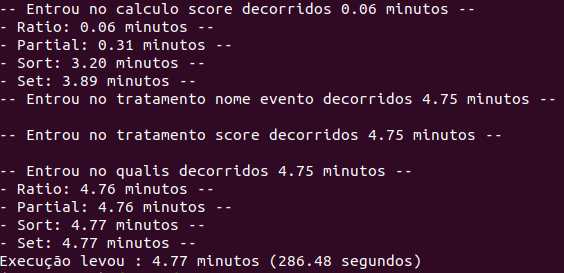 -- Entrou no calculo score decorridos 0.06 minutos --
- Ratio: 0.06 minutos --
- Partial: 0.31 minutos --
- Sort: 3.20 minutos --
- Set: 3.89 minutos --
-- Entrou no tratamento nome evento decorridos 4.75 minutos --
-- Entrou no tratamento score decorridos 4.75 minutos --
-- Entrou no qualis decorridos 4.75 minutos --
- Ratio: 4.76 minutos --
- Partial: 4.76 minutos --
- Sort: 4.77 minutos --
- Set: 4.77 minutos --
Execução levou : 4.77 minutos (286.48 segundos)